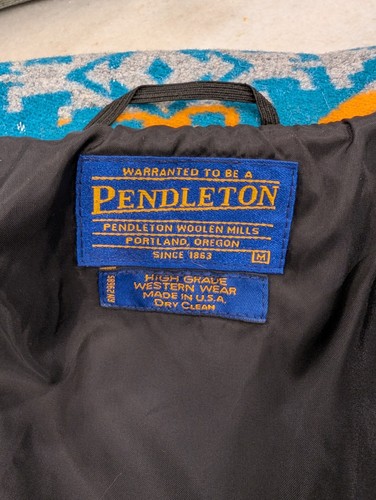 WARRANTED TO BE A
PENDLETON
PENDLETON WOOLEN MILLS
PORTLAND, OREGON
SINCE 1863
M
HIGH GRADE
WESTERN WEAR
MADE IN U.S.A.
DRY CLEAN